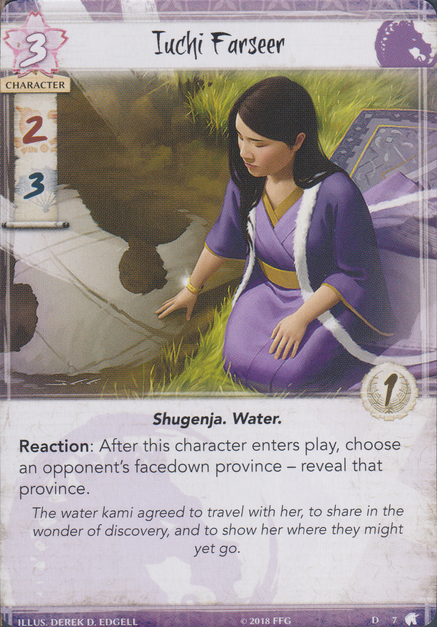 3
Iuchi Farseer
CHARACTER
2
3
1
Shugenja. Water.
Reaction: After this character enters play, choose
an opponent's facedown province – reveal that
province.
The water kami agreed to travel with her, to share in the
wonder of discovery, and to show her where they might
yet go.
ILLUS. DEREK D. EDGELL © 2018 FFG D 7